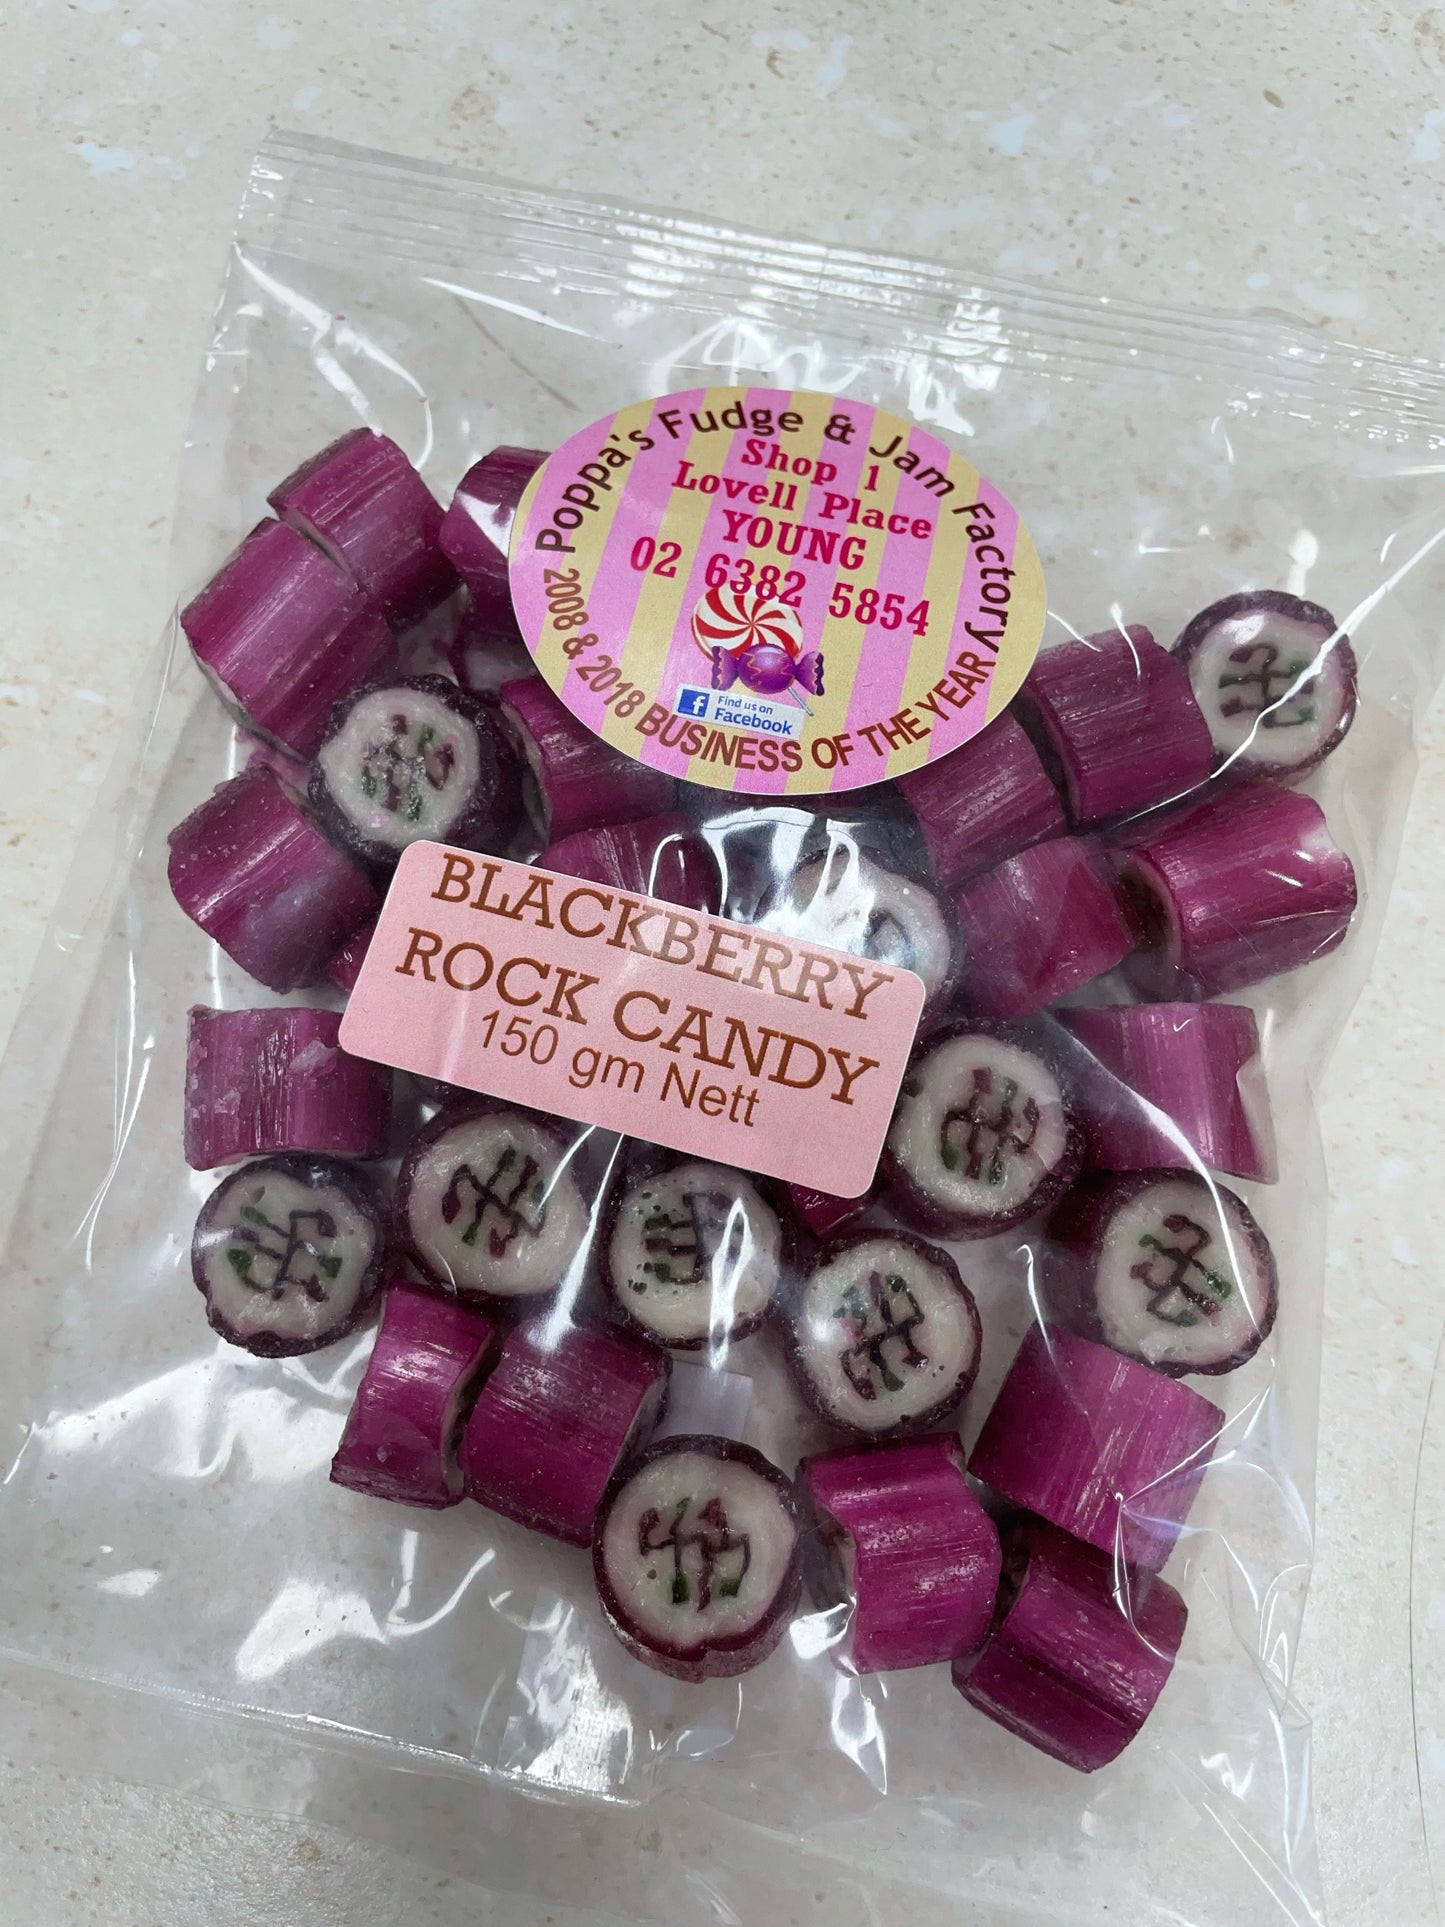 Poppa's Fudge & Jam Factory
Shop 1
Lovell Place
YOUNG
02 6382 5854
f Find us on
Facebook
2008 & 2018 BUSINESS OF THE YEAR
BLACKBERRY
ROCK CANDY
150 gm Nett